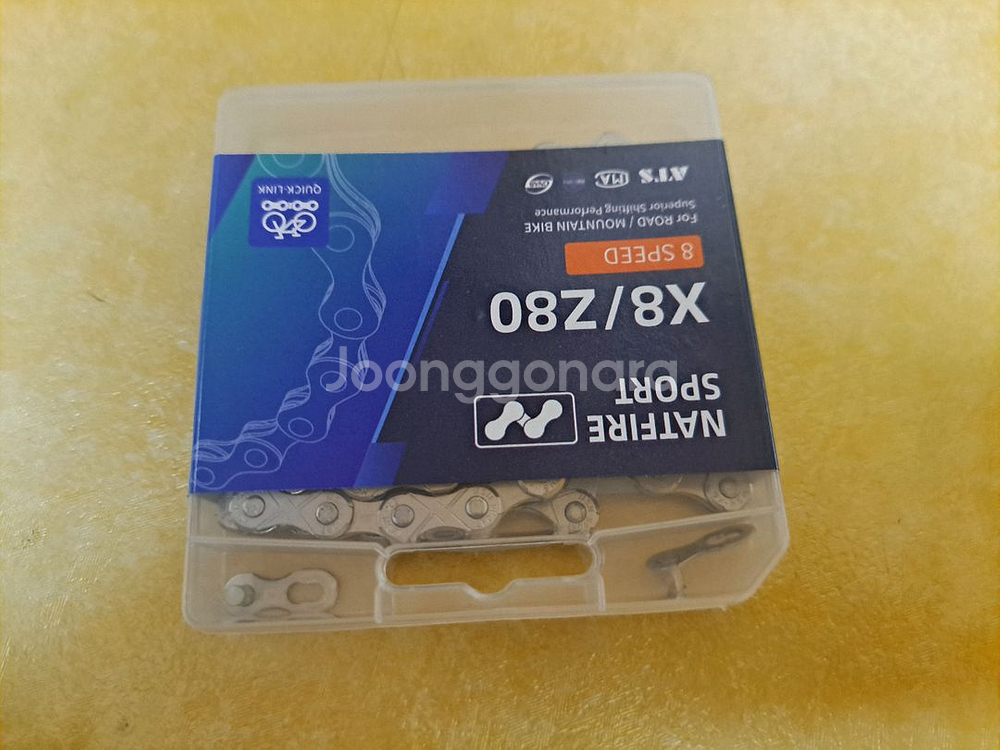 NATFIRE
SPORT
X8/Z80
8 SPEED
For ROAD / MOUNTAIN BIKE
Superior Shifting Performance
ATS
QUICK-LINK
Joonggonara